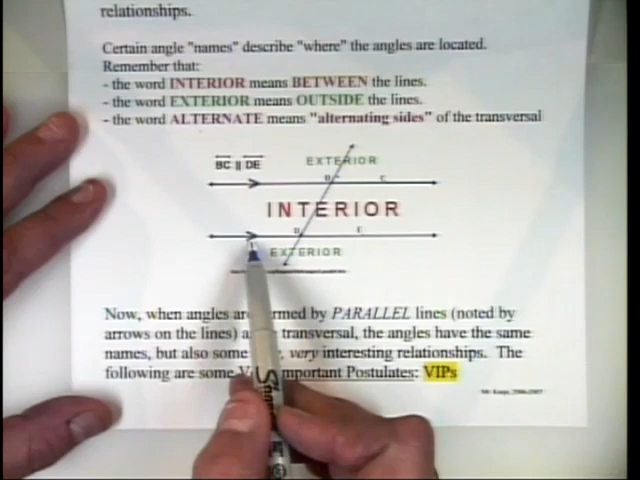 relationships.
Certain angle "names" describe "where" the angles are located.
Remember that:
- the word INTERIOR means BETWEEN the lines.
- the word EXTERIOR means OUTSIDE the lines.
- the word ALTERNATE means "alternating sides" of the transversal
BC || DE EXTERIOR
B C
INTERIOR
D E
EXTERIOR
Now, when angles are formed by PARALLEL lines (noted by
arrows on the lines) a transversal, the angles have the same
names, but also some very interesting relationships. The
following are some Important Postulates: VIPs